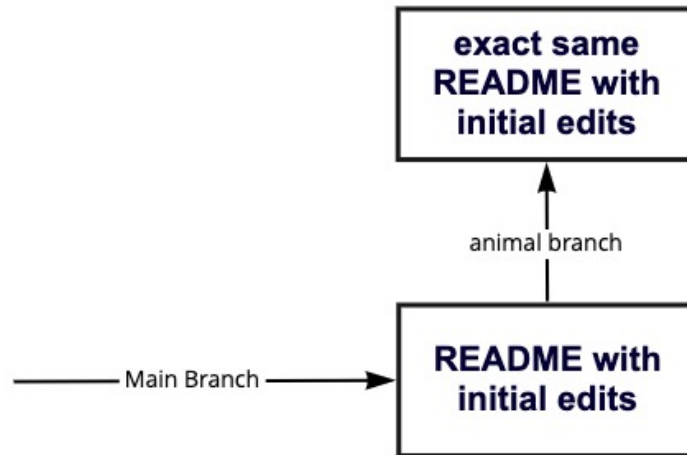 exact same
README with
initial edits
animal branch
Main Branch
README with
initial edits